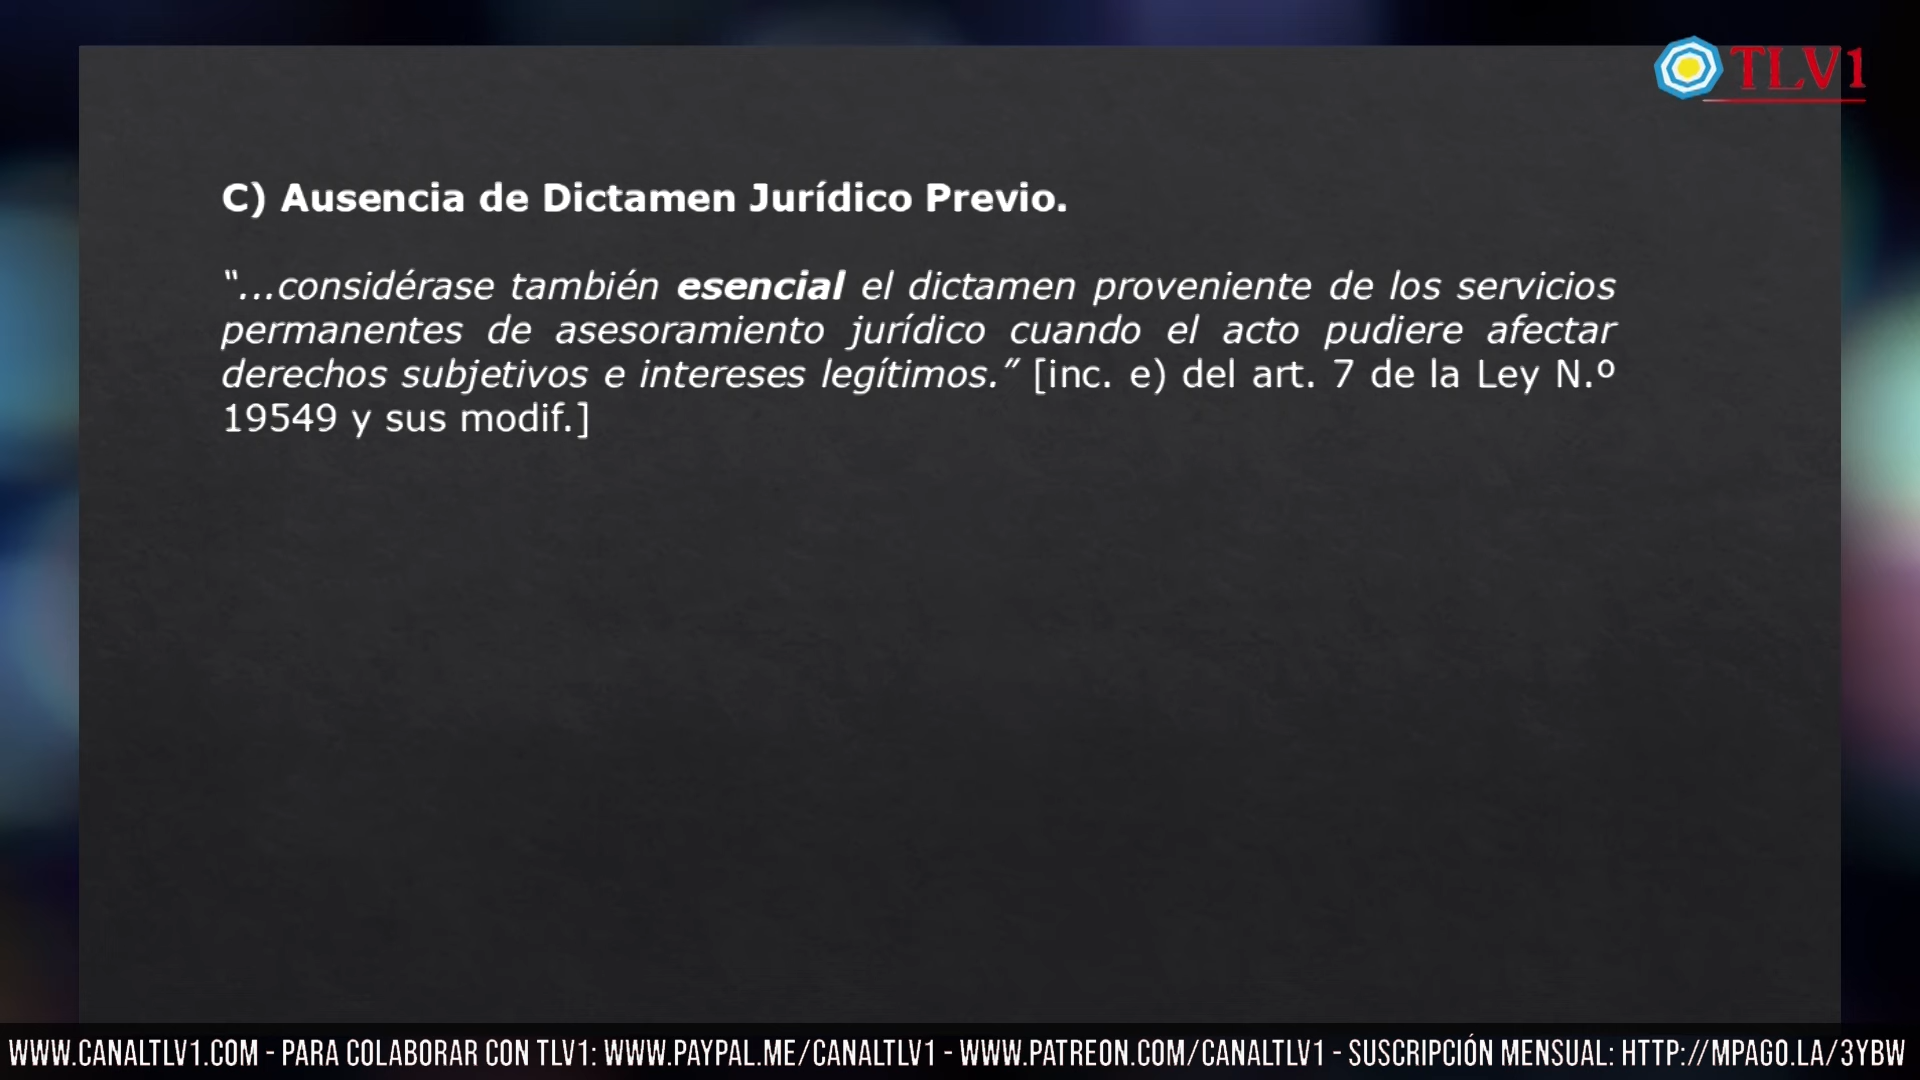 TLV1
C) Ausencia de Dictamen Jurídico Previo.
“...considérase también esencial el dictamen proveniente de los servicios
permanentes de asesoramiento jurídico cuando el acto pudiere afectar
derechos subjetivos e intereses legítimos.” [inc. e) del art. 7 de la Ley N.º
19549 y sus modif.]
WWW.CANALTLV1.COM - PARA COLABORAR CON TLV1: WWW.PAYPAL.ME/CANALTLV1 - WWW.PATREON.COM/CANALTLV1 - SUSCRIPCIÓN MENSUAL: HTTP://MPAGO.LA/3YBW